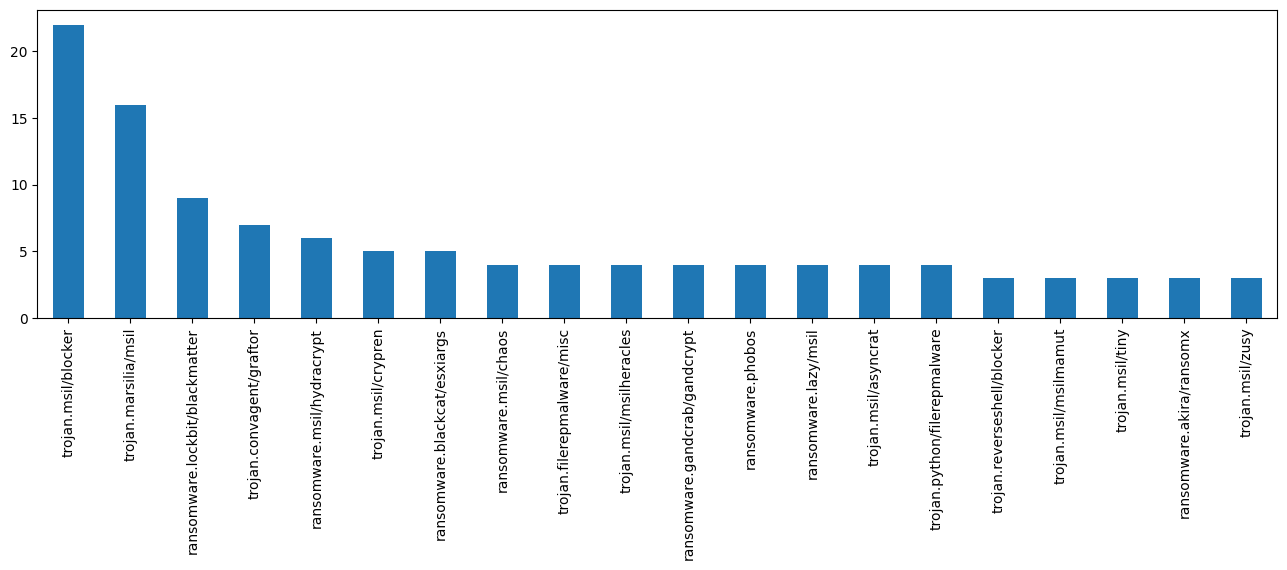 20
15
10
5
0
trojan.msil/blocker
trojan.marsilia/msil
ransomware.lockbit/blackmatter
trojan.convagent/graftor
ransomware.msil/hydracrypt
trojan.msil/crypren
ransomware.blackcat/esxiargs
ransomware.msil/chaos
trojan.filerepmalware/misc
trojan.msil/msilheracles
ransomware.gandcrab/gandcrypt
ransomware.phobos
ransomware.lazy/msil
trojan.msil/asyncrat
trojan.python/filerepmalware
trojan.reverseshell/blocker
trojan.msil/msilmamut
trojan.msil/tiny
ransomware.akira/ransomx
trojan.msil/zusy